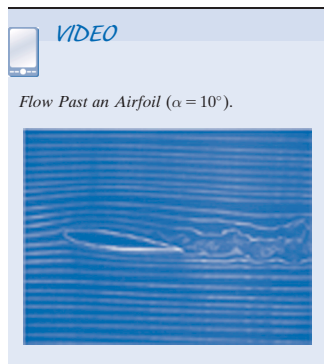 VIDEO
Flow Past an Airfoil (α = 10°).